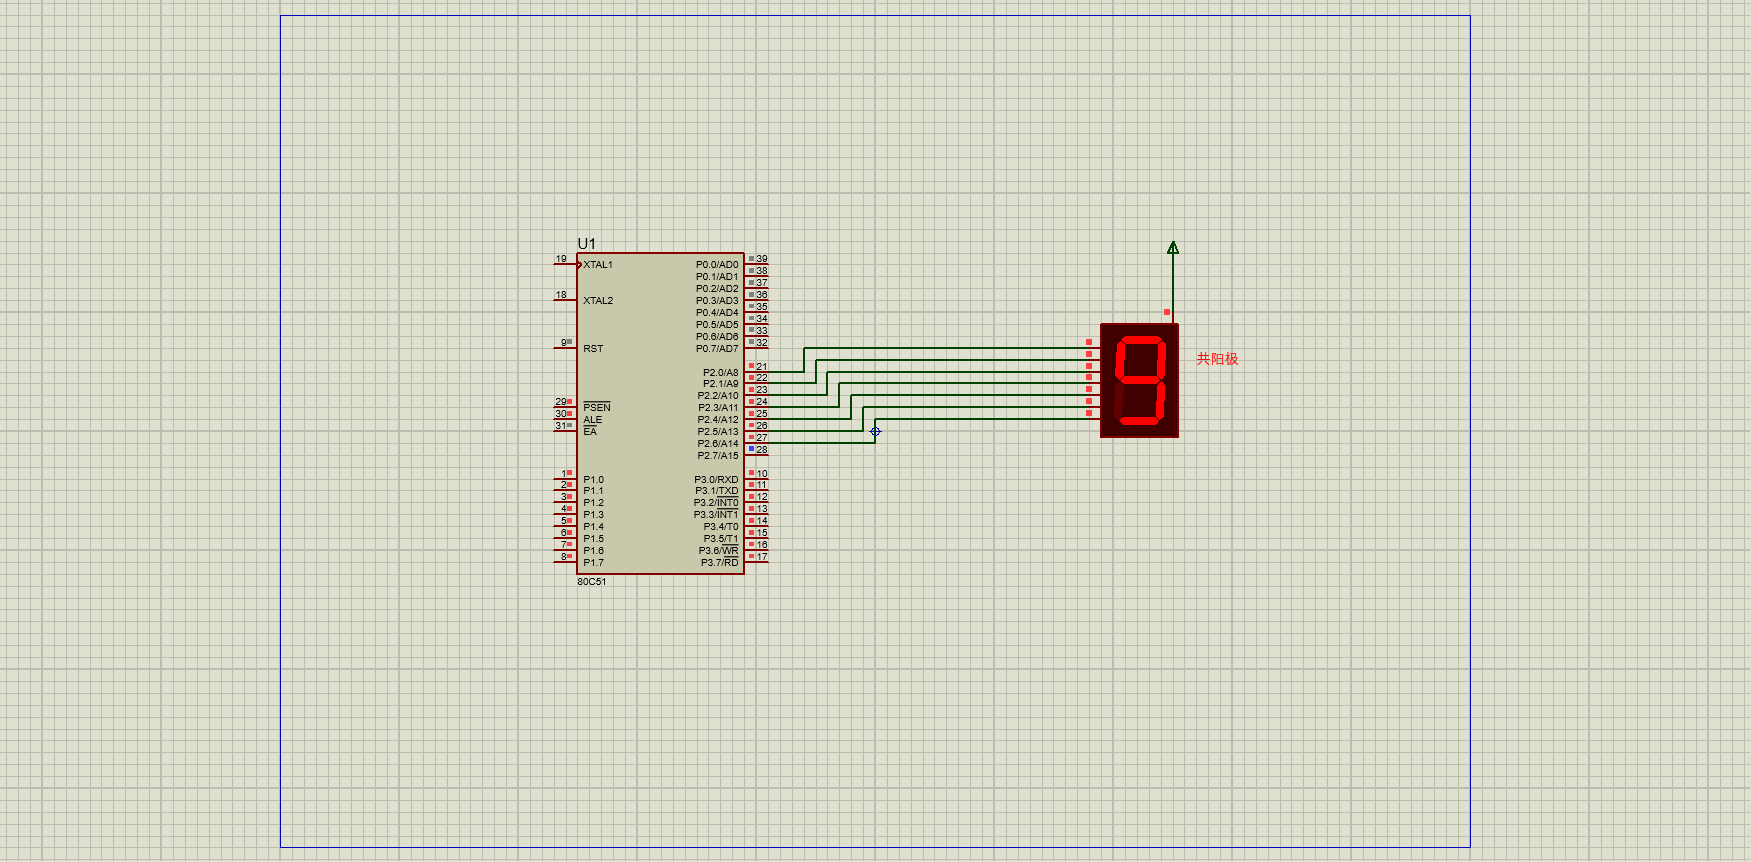 U1
19 XTAL1
18 XTAL2
9 RST
29 PSEN
30 ALE
31 EA
1 P1.0
2 P1.1
3 P1.2
4 P1.3
5 P1.4
6 P1.5
7 P1.6
8 P1.7
P0.0/AD0 39
P0.1/AD1 38
P0.2/AD2 37
P0.3/AD3 36
P0.4/AD4 35
P0.5/AD5 34
P0.6/AD6 33
P0.7/AD7 32
P2.0/A8 21
P2.1/A9 22
P2.2/A10 23
P2.3/A11 24
P2.4/A12 25
P2.5/A13 26
P2.6/A14 27
P2.7/A15 28
P3.0/RXD 10
P3.1/TXD 11
P3.2/INT0 12
P3.3/INT1 13
P3.4/T0 14
P3.5/T1 15
P3.6/WR 16
P3.7/RD 17
80C51
9
共阳极